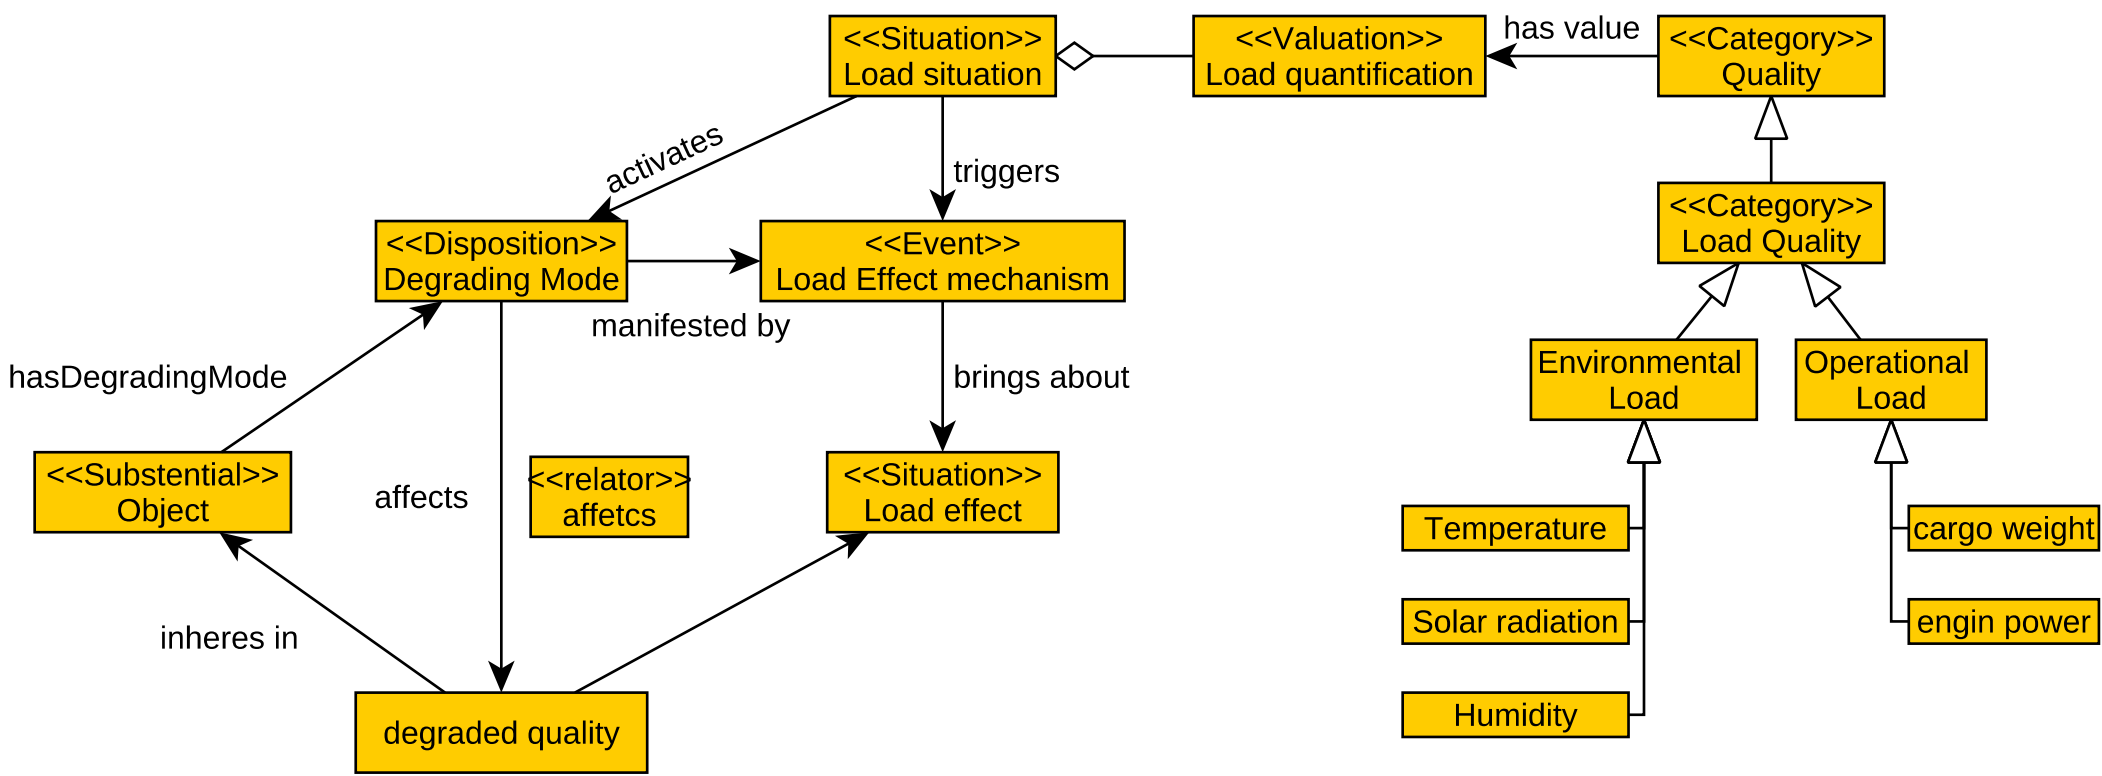 <<Situation>>
Load situation
<<Valuation>>
Load quantification
has value
<<Category>>
Quality
activates
triggers
<<Category>>
Load Quality
<<Disposition>>
Degrading Mode
manifested by
<<Event>>
Load Effect mechanism
hasDegradingMode
brings about
Environmental
Load
Operational
Load
<<Substential>>
Object
affects
<<relator>>
affetcs
<<Situation>>
Load effect
Temperature
cargo weight
Solar radiation
engin power
inheres in
degraded quality
Humidity